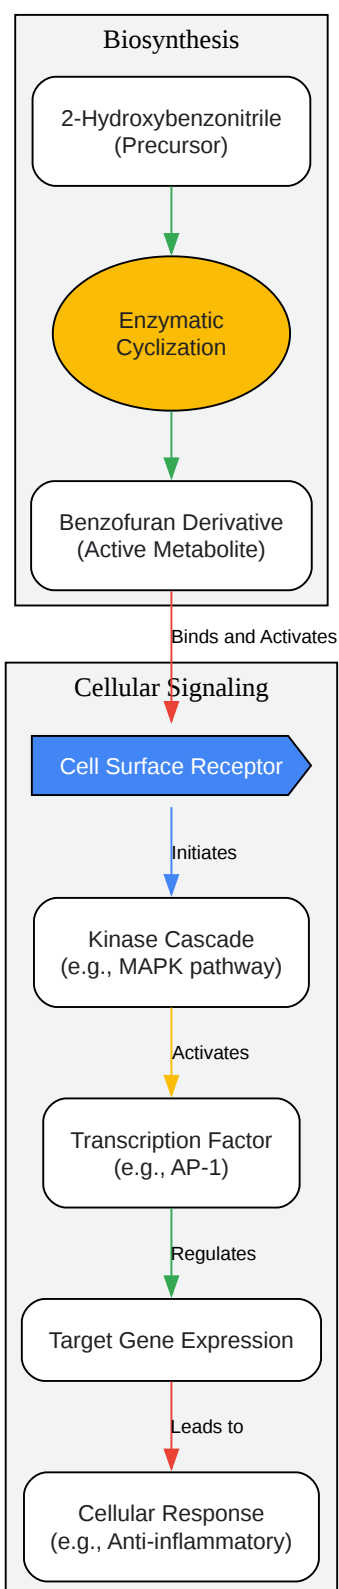 Biosynthesis
2-Hydroxybenzonitrile
(Precursor)
Enzymatic
Cyclization
Benzofuran Derivative
(Active Metabolite)
Binds and Activates
Cellular Signaling
Cell Surface Receptor
Initiates
Kinase Cascade
(e.g., MAPK pathway)
Activates
Transcription Factor
(e.g., AP-1)
Regulates
Target Gene Expression
Leads to
Cellular Response
(e.g., Anti-inflammatory)